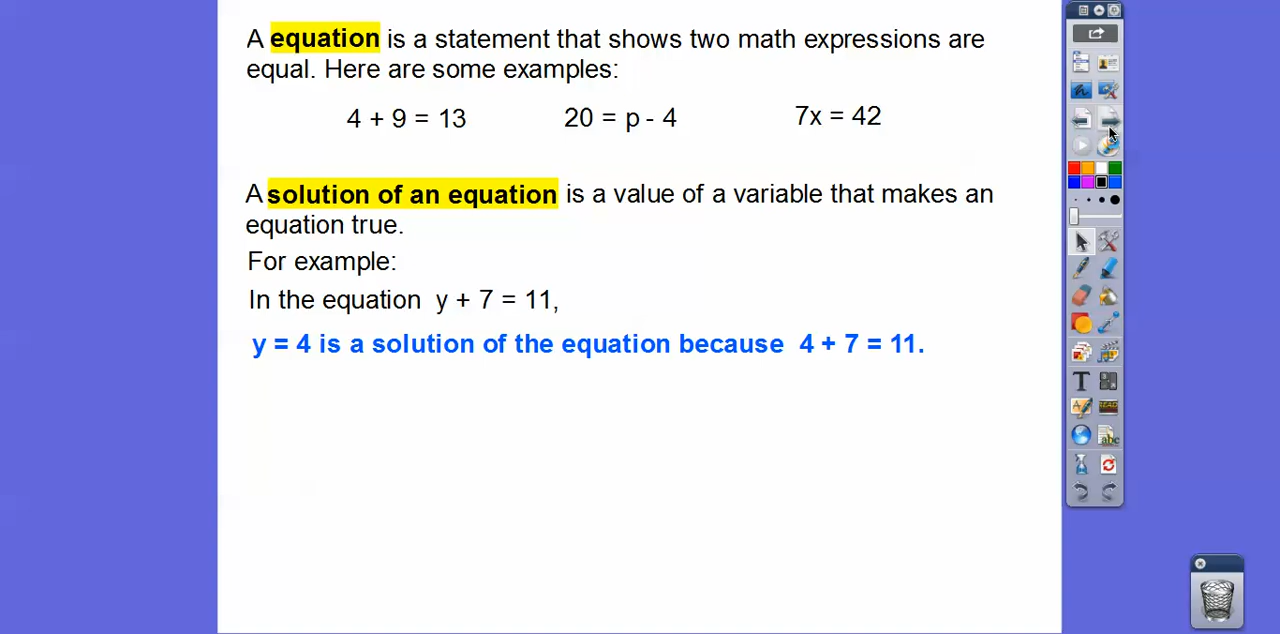 A equation is a statement that shows two math expressions are
equal. Here are some examples:
4 + 9 = 13 20 = p - 4 7x = 42
A solution of an equation is a value of a variable that makes an
equation true.
For example:
In the equation y + 7 = 11,
y = 4 is a solution of the equation because 4 + 7 = 11.
T
abc